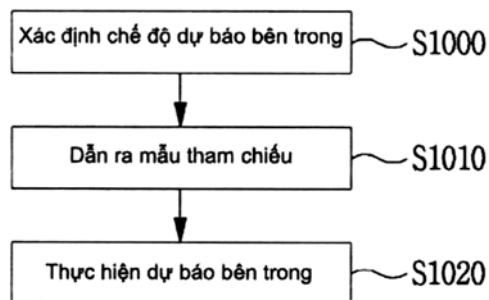 Xác định chế độ dự báo bên trong
S1000
Dẫn ra mẫu tham chiếu
S1010
Thực hiện dự báo bên trong
S1020